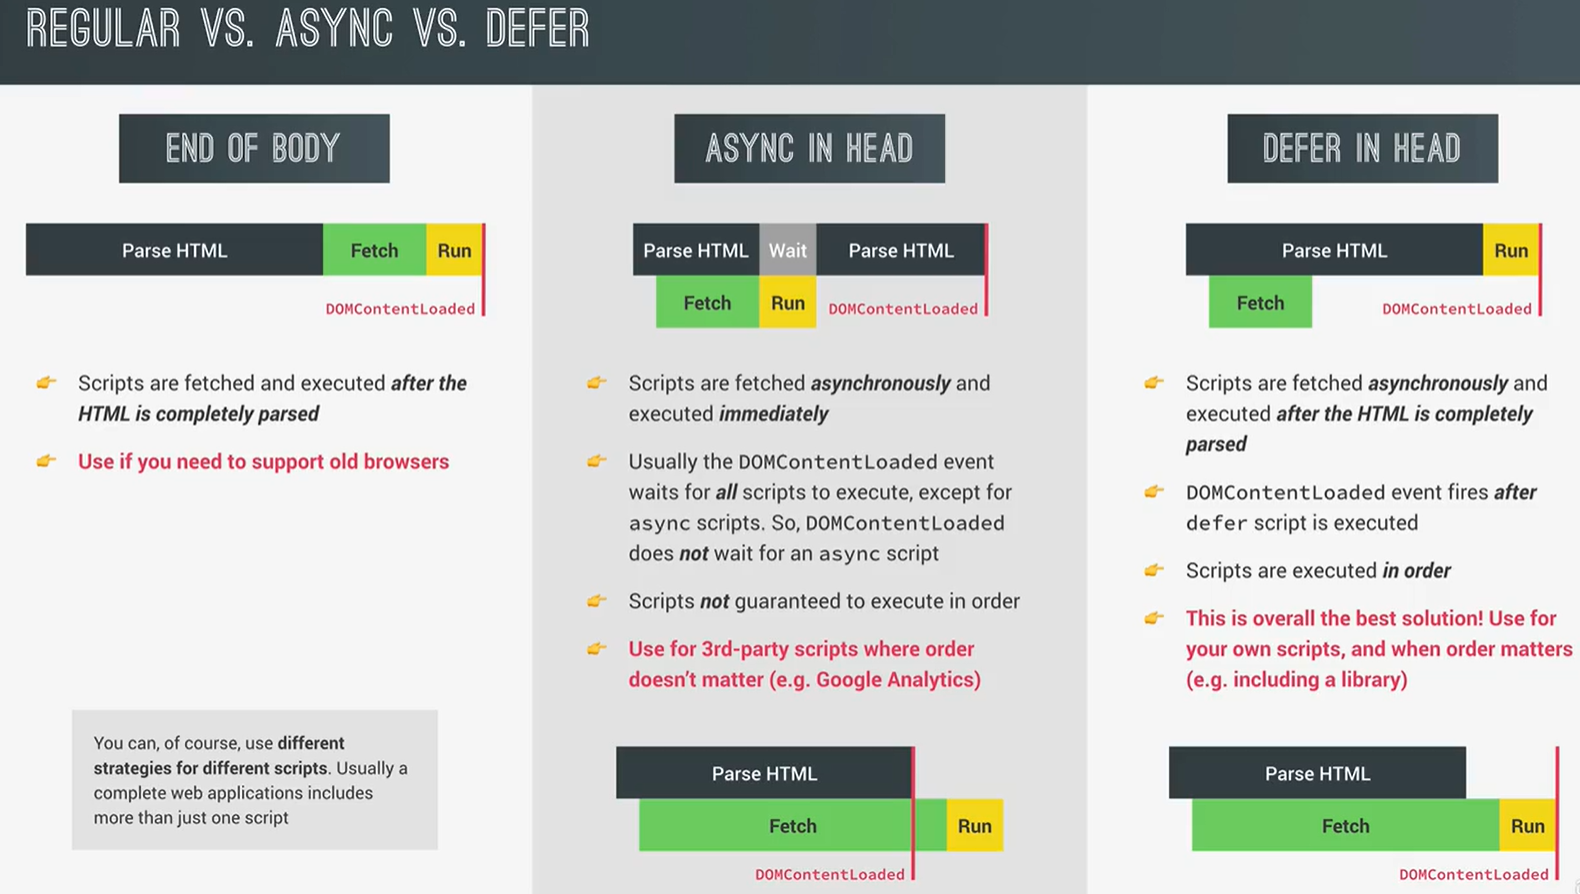 REGULAR VS. ASYNC VS. DEFER
END OF BODY
Parse HTML Fetch Run
DOMContentLoaded
Scripts are fetched and executed after the
HTML is completely parsed
Use if you need to support old browsers
You can, of course, use different
strategies for different scripts. Usually a
complete web applications includes
more than just one script
ASYNC IN HEAD
Parse HTML Wait Parse HTML
Fetch Run DOMContentLoaded
Scripts are fetched asynchronously and
executed immediately
Usually the DOMContentLoaded event
waits for all scripts to execute, except for
async scripts. So, DOMContentLoaded
does not wait for an async script
Scripts not guaranteed to execute in order
Use for 3rd-party scripts where order
doesn’t matter (e.g. Google Analytics)
Parse HTML
Fetch Run
DOMContentLoaded
DEFER IN HEAD
Parse HTML Run
Fetch DOMContentLoaded
Scripts are fetched asynchronously and
executed after the HTML is completely
parsed
DOMContentLoaded event fires after
defer script is executed
Scripts are executed in order
This is overall the best solution! Use for
your own scripts, and when order matters
(e.g. including a library)
Parse HTML
Fetch Run
DOMContentLoaded